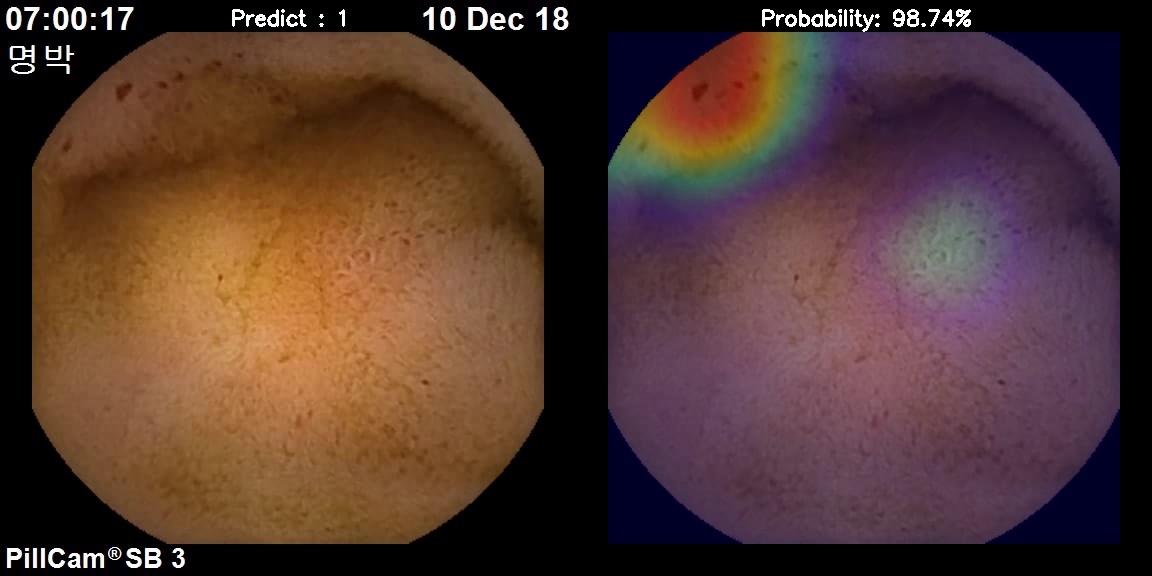 07:00:17
Predict : 1
10 Dec 18
Probability: 98.74%
명 박
PillCam® SB 3